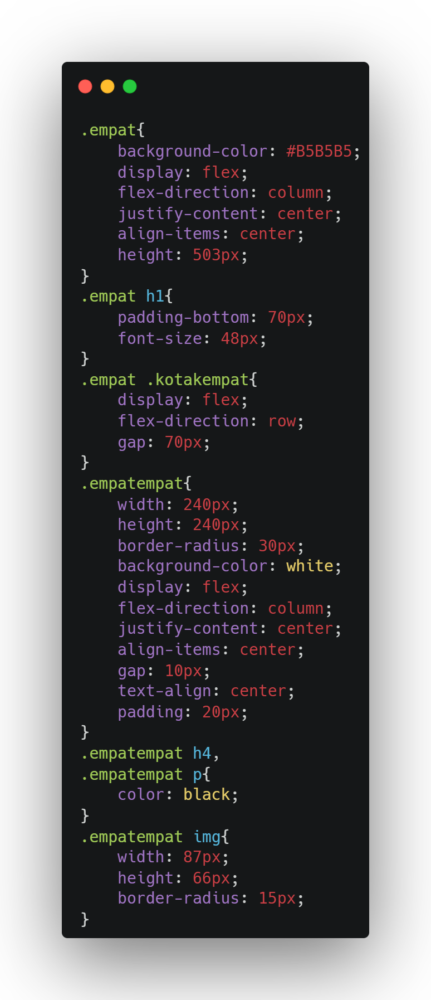 .empat{
    background-color: #B5B5B5;
    display: flex;
    flex-direction: column;
    justify-content: center;
    align-items: center;
    height: 503px;
}
.empat h1{
    padding-bottom: 70px;
    font-size: 48px;
}
.empat .kotakempat{
    display: flex;
    flex-direction: row;
    gap: 70px;
}
.empatempat{
    width: 240px;
    height: 240px;
    border-radius: 30px;
    background-color: white;
    display: flex;
    flex-direction: column;
    justify-content: center;
    align-items: center;
    gap: 10px;
    text-align: center;
    padding: 20px;
}
.empatempat h4,
.empatempat p{
    color: black;
}
.empatempat img{
    width: 87px;
    height: 66px;
    border-radius: 15px;
}